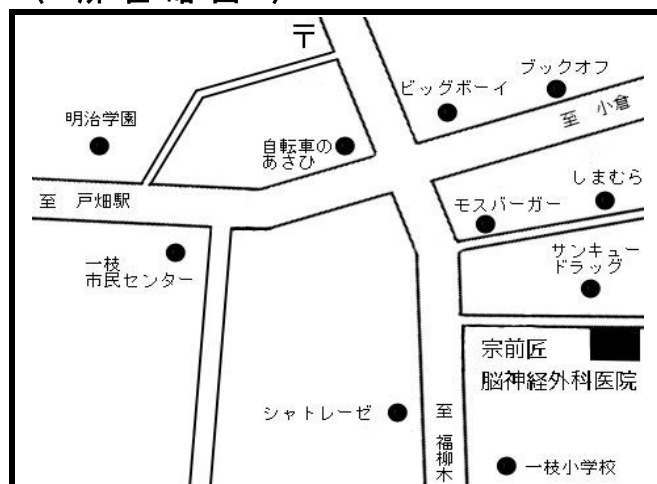 〒
ブックオフ
ビッグボーイ
至 小倉
明治学園
自転車の
あさひ
しまむら
至 戸畑駅
モスバーガー
サンキュー
ドラッグ
一枝
市民センター
宗前匠
脳神経外科医院
シャトレーゼ
至 福柳木
一枝小学校